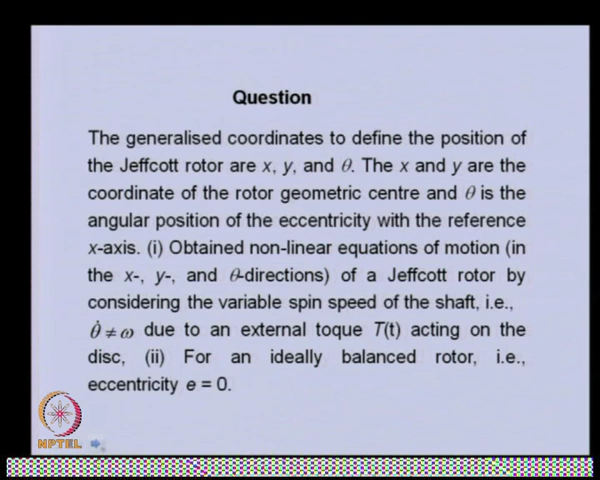 Question
The generalised coordinates to define the position of
the Jeffcott rotor are x, y, and θ. The x and y are the
coordinate of the rotor geometric centre and θ is the
angular position of the eccentricity with the reference
x-axis. (i) Obtained non-linear equations of motion (in
the x-, y-, and θ-directions) of a Jeffcott rotor by
considering the variable spin speed of the shaft, i.e.,
θ̇ ≠ ω due to an external toque T(t) acting on the
disc, (ii) For an ideally balanced rotor, i.e.,
eccentricity e = 0.
NPTEL